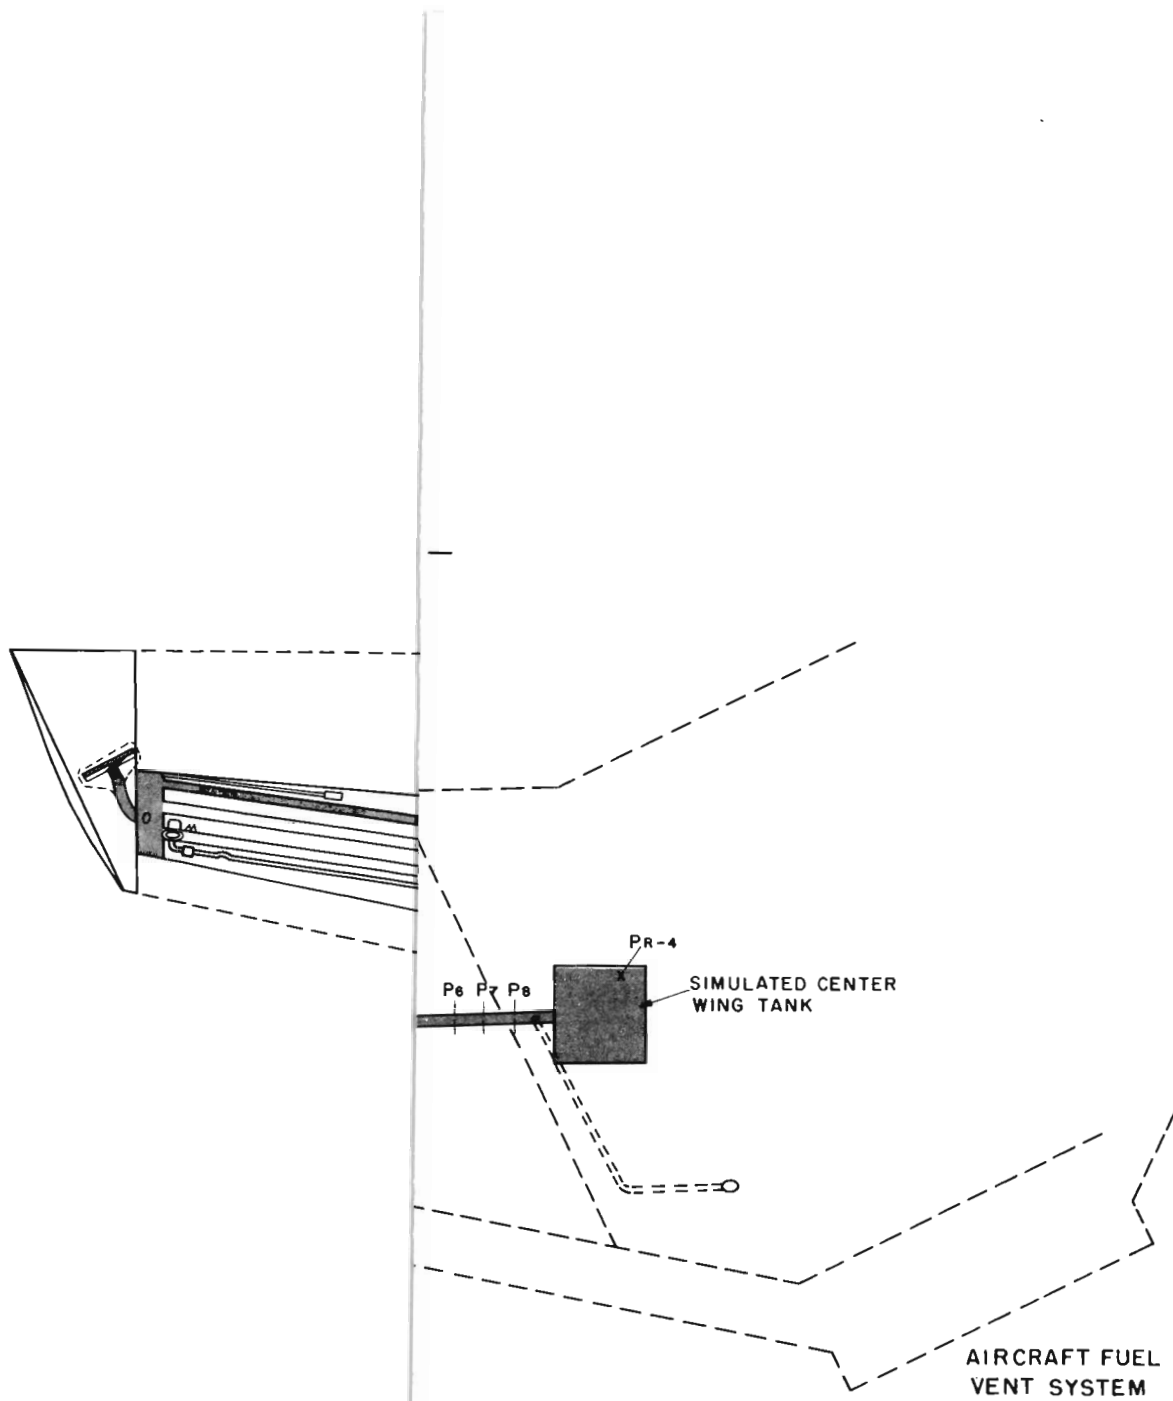 PR-4
SIMULATED CENTER
WING TANK
P6 P7 P8
AIRCRAFT FUEL
VENT SYSTEM